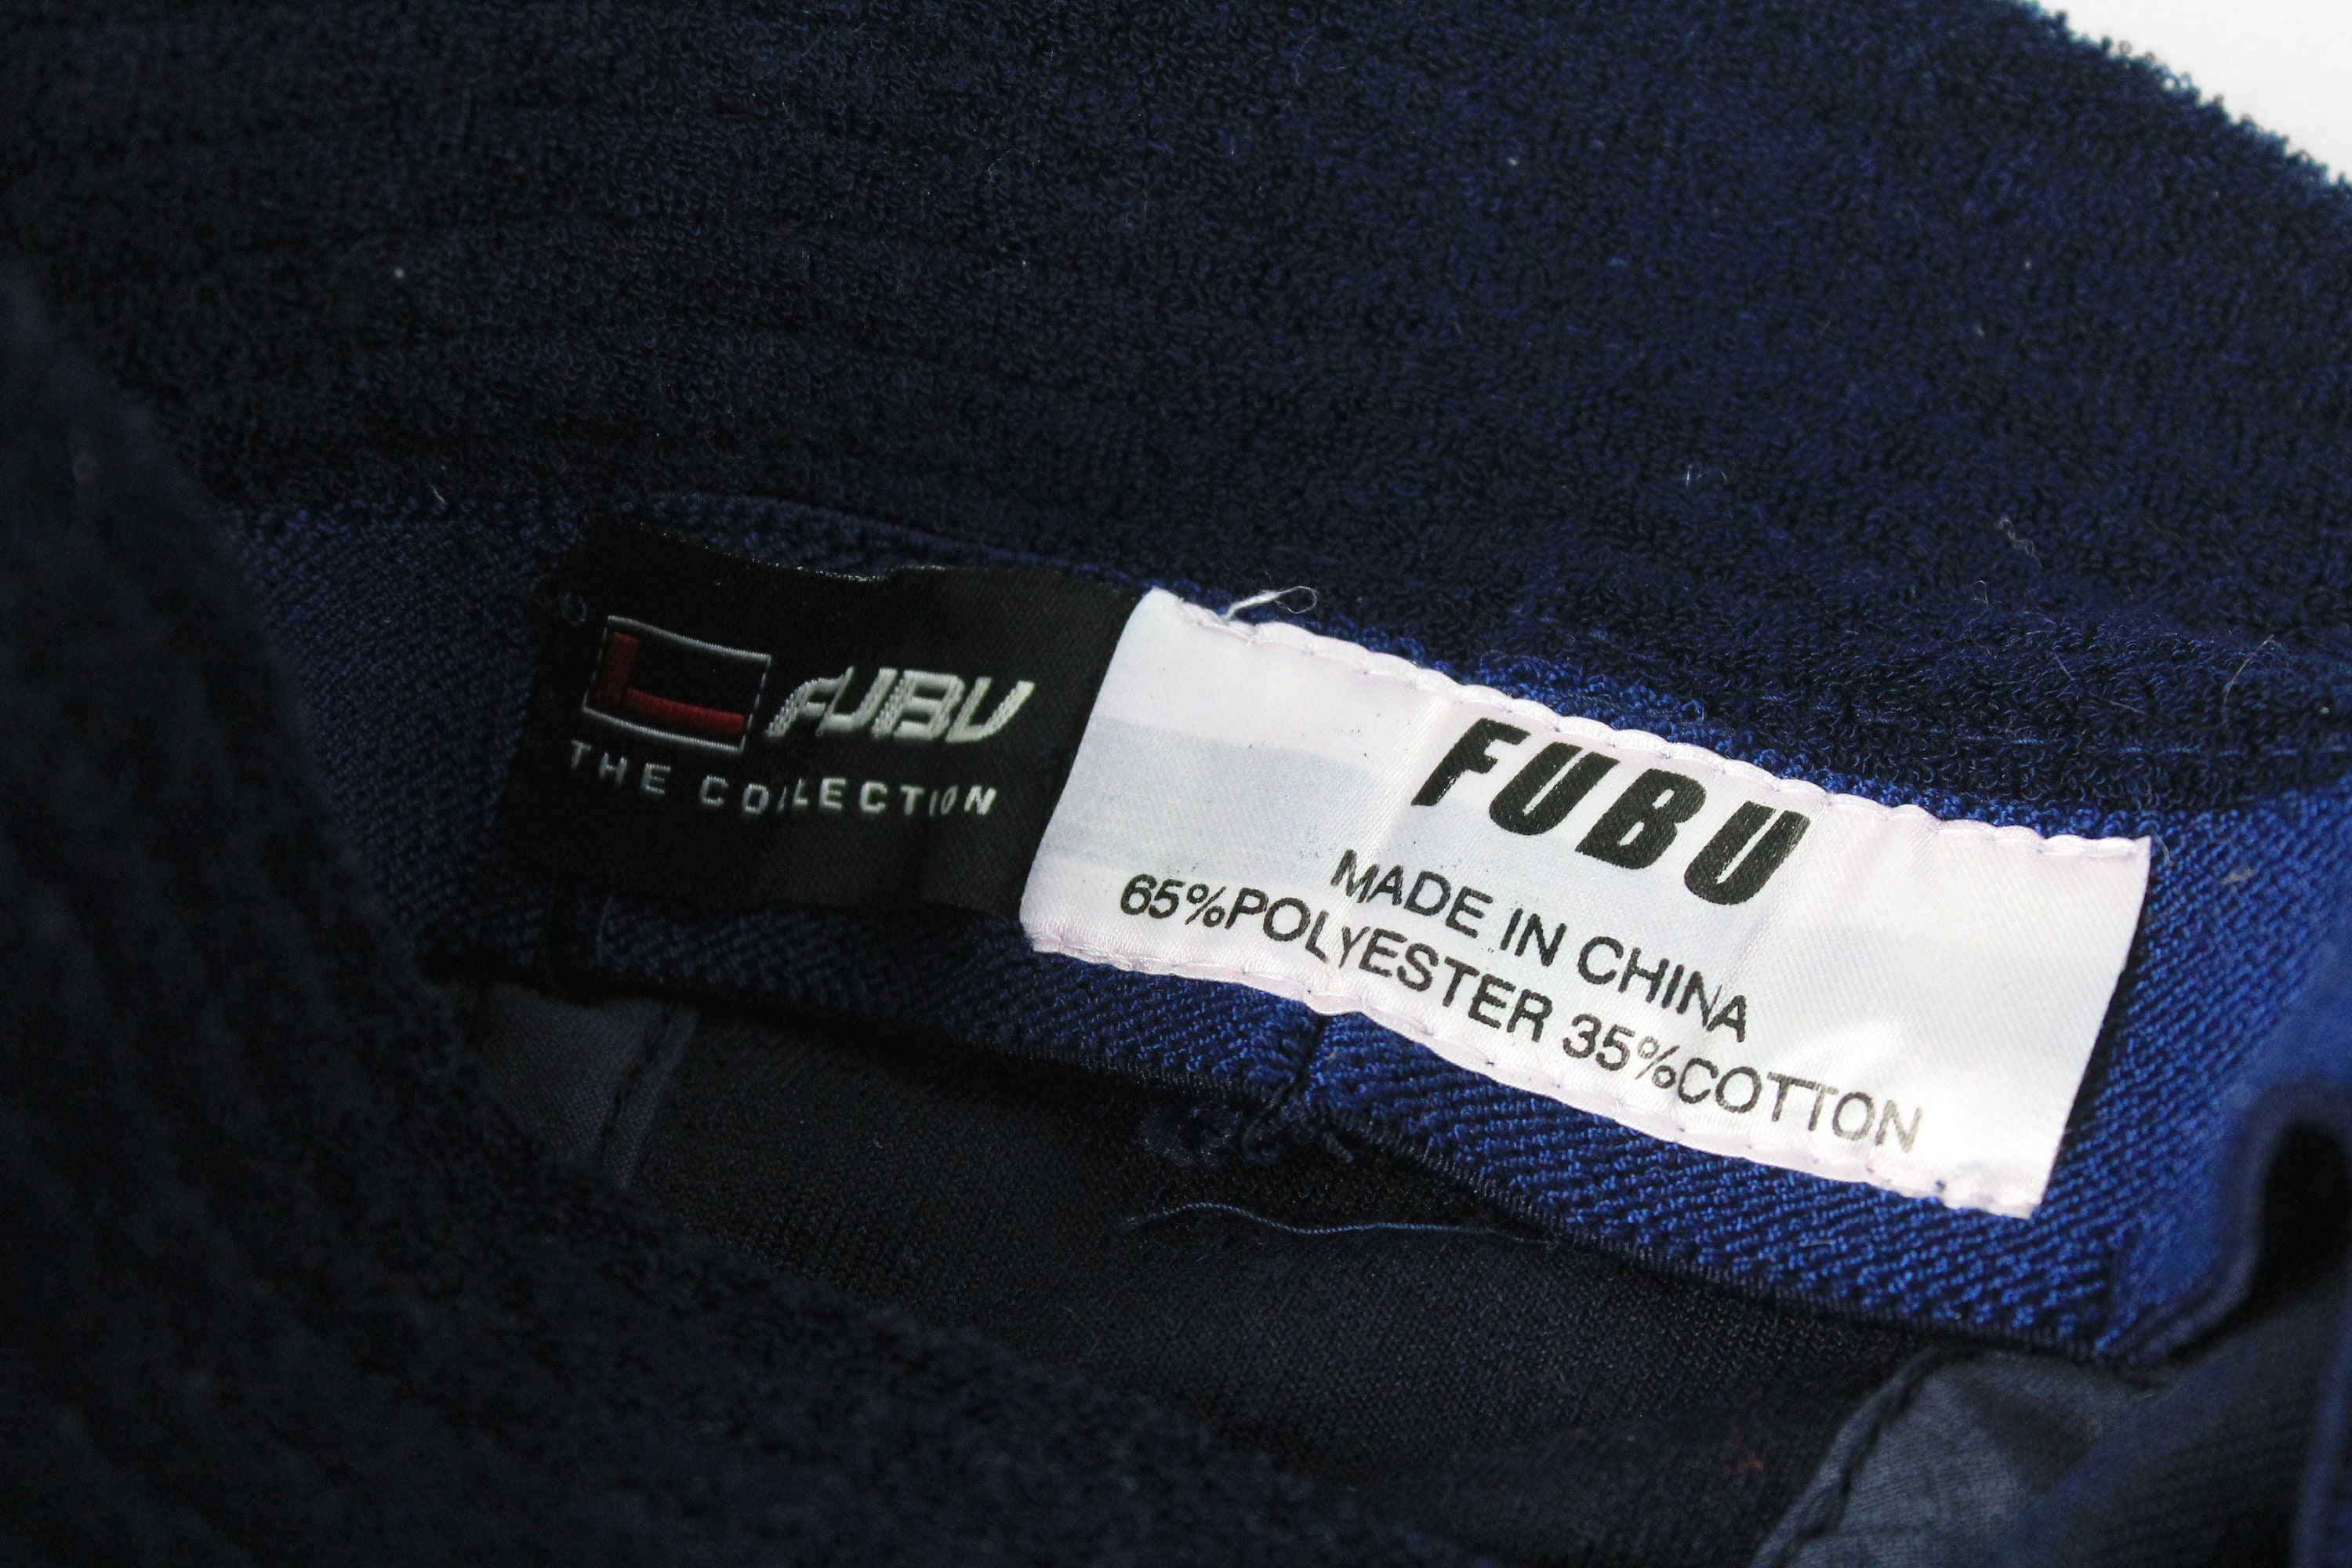 FUBU
THE COLLECTION
FUBU
MADE IN CHINA
65%POLYESTER 35%COTTON